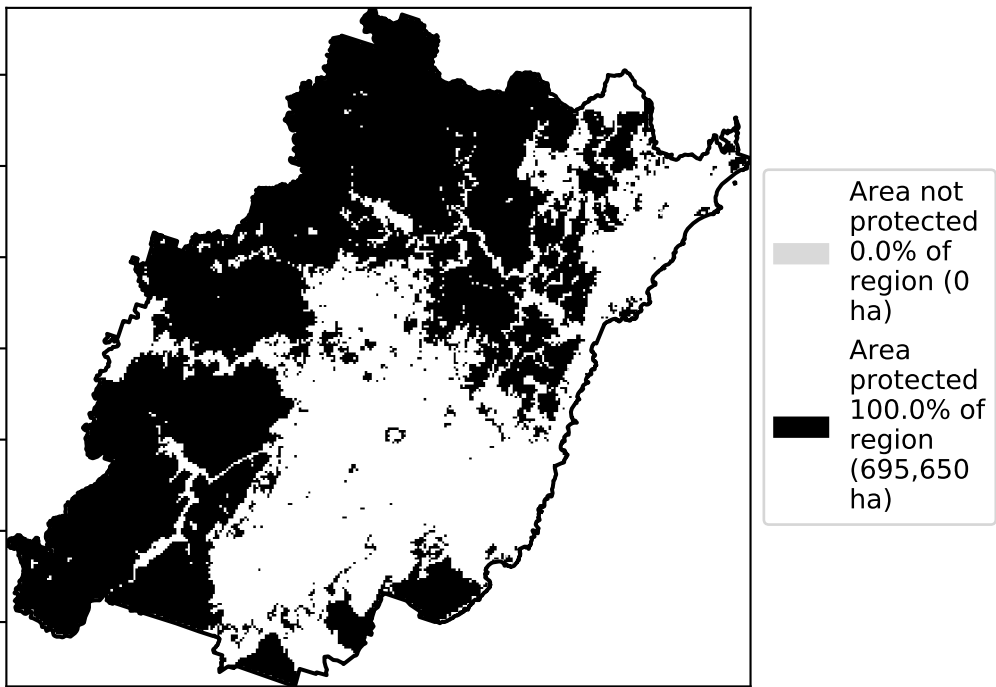 Area not
protected
0.0% of
region (0
ha)
Area
protected
100.0% of
region
(695,650
ha)